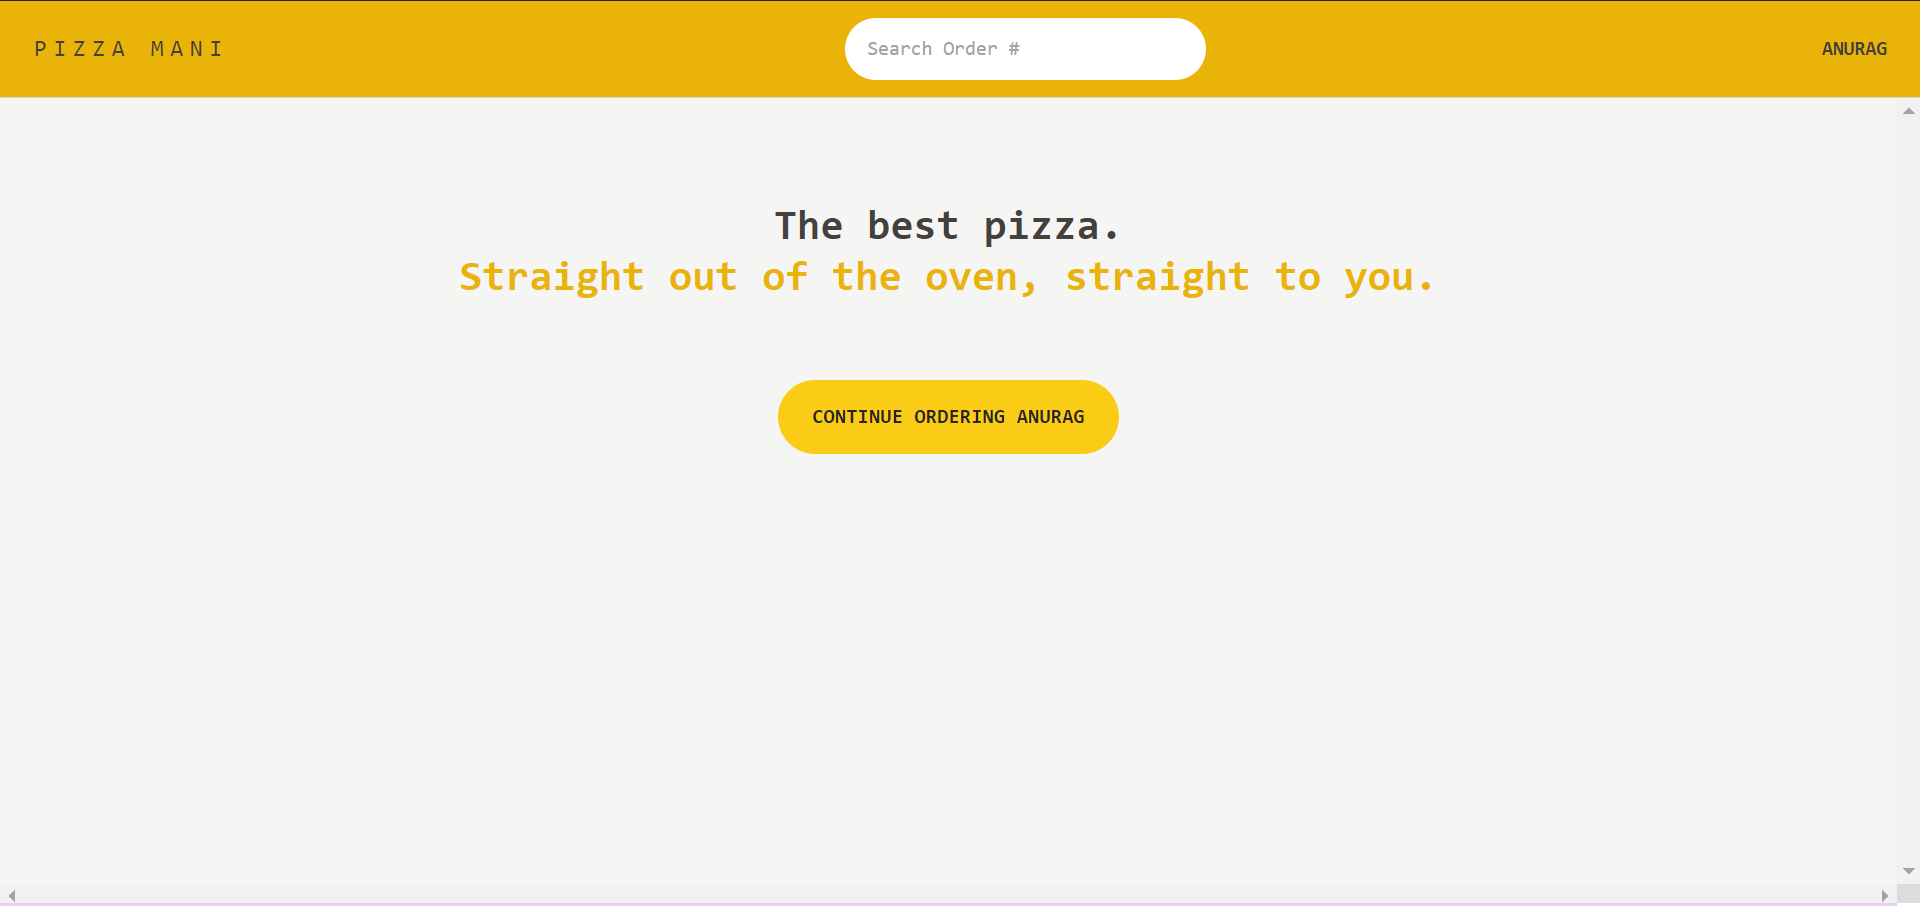 PIZZA MANI
Search Order #
ANURAG
The best pizza.
Straight out of the oven, straight to you.
CONTINUE ORDERING ANURAG